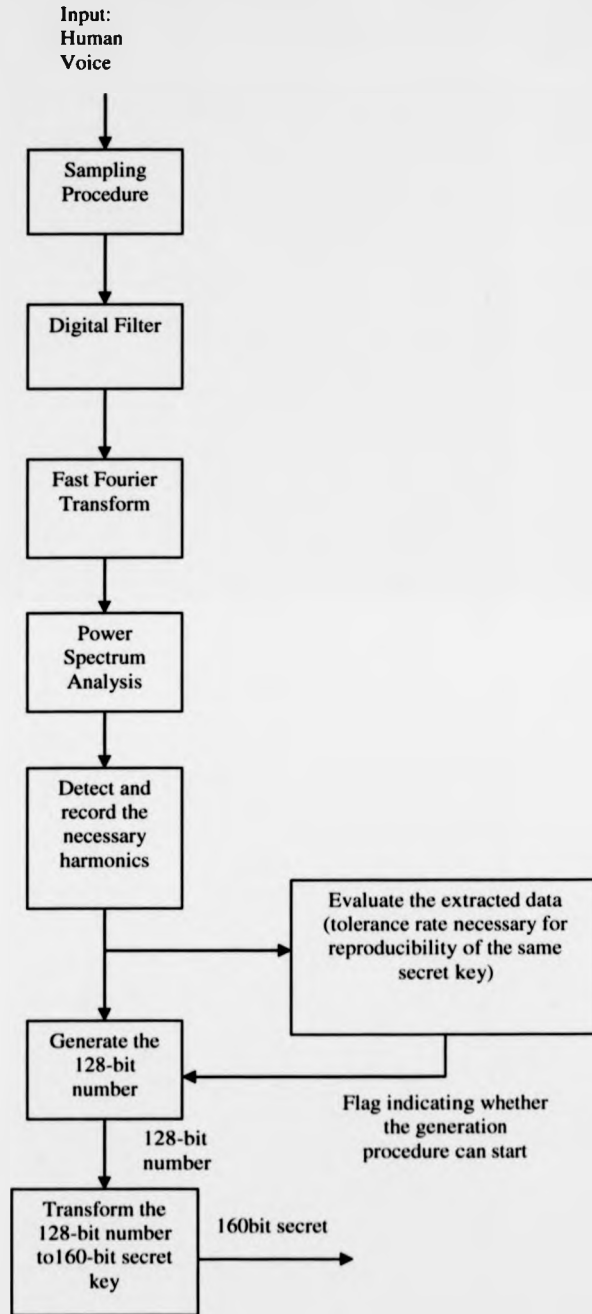 Input:
Human
Voice
Sampling
Procedure
Digital Filter
Fast Fourier
Transform
Power
Spectrum
Analysis
Detect and
record the
necessary
harmonics
Evaluate the extracted data
(tolerance rate necessary for
reproducibility of the same
secret key)
Generate the
128-bit
number
Flag indicating whether
the generation
procedure can start
128-bit
number
Transform the
128-bit number
to160-bit secret
key
160bit secret